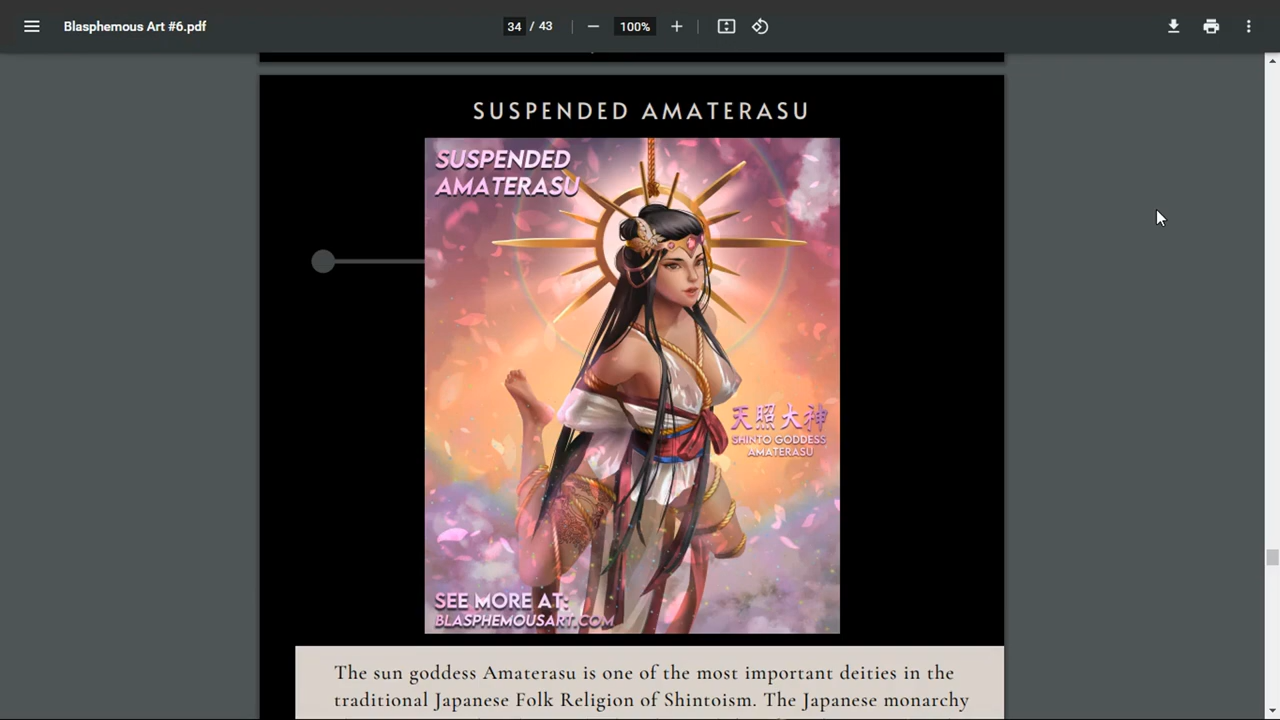 Blasphemous Art #6.pdf
34 / 43
100%
SUSPENDED AMATERASU
SUSPENDED
AMATERASU
天照大神
SHINTO GODDESS
AMATERASU
SEE MORE AT:
BLASPHEMOUSART.COM
The sun goddess Amaterasu is one of the most important deities in the
traditional Japanese Folk Religion of Shintoism. The Japanese monarchy